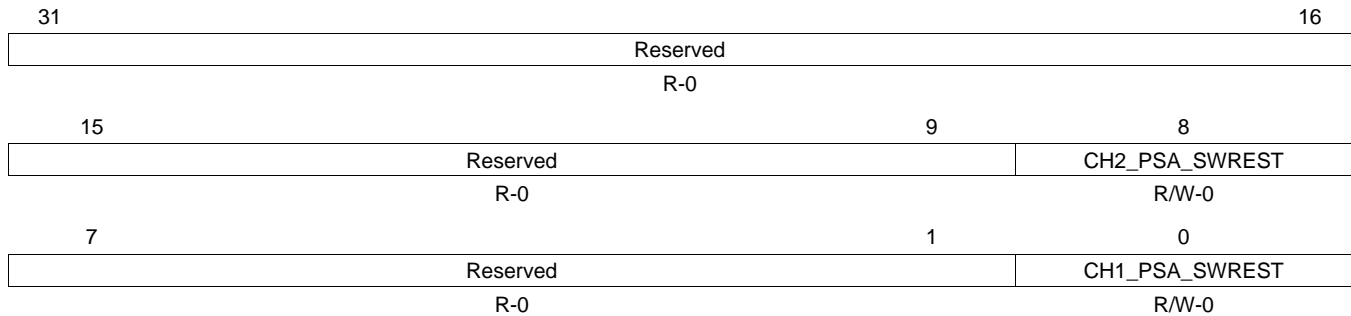 31 16
Reserved
R-0
15 9 8
Reserved CH2_PSA_SWREST
R-0 R/W-0
7 1 0
Reserved CH1_PSA_SWREST
R-0 R/W-0